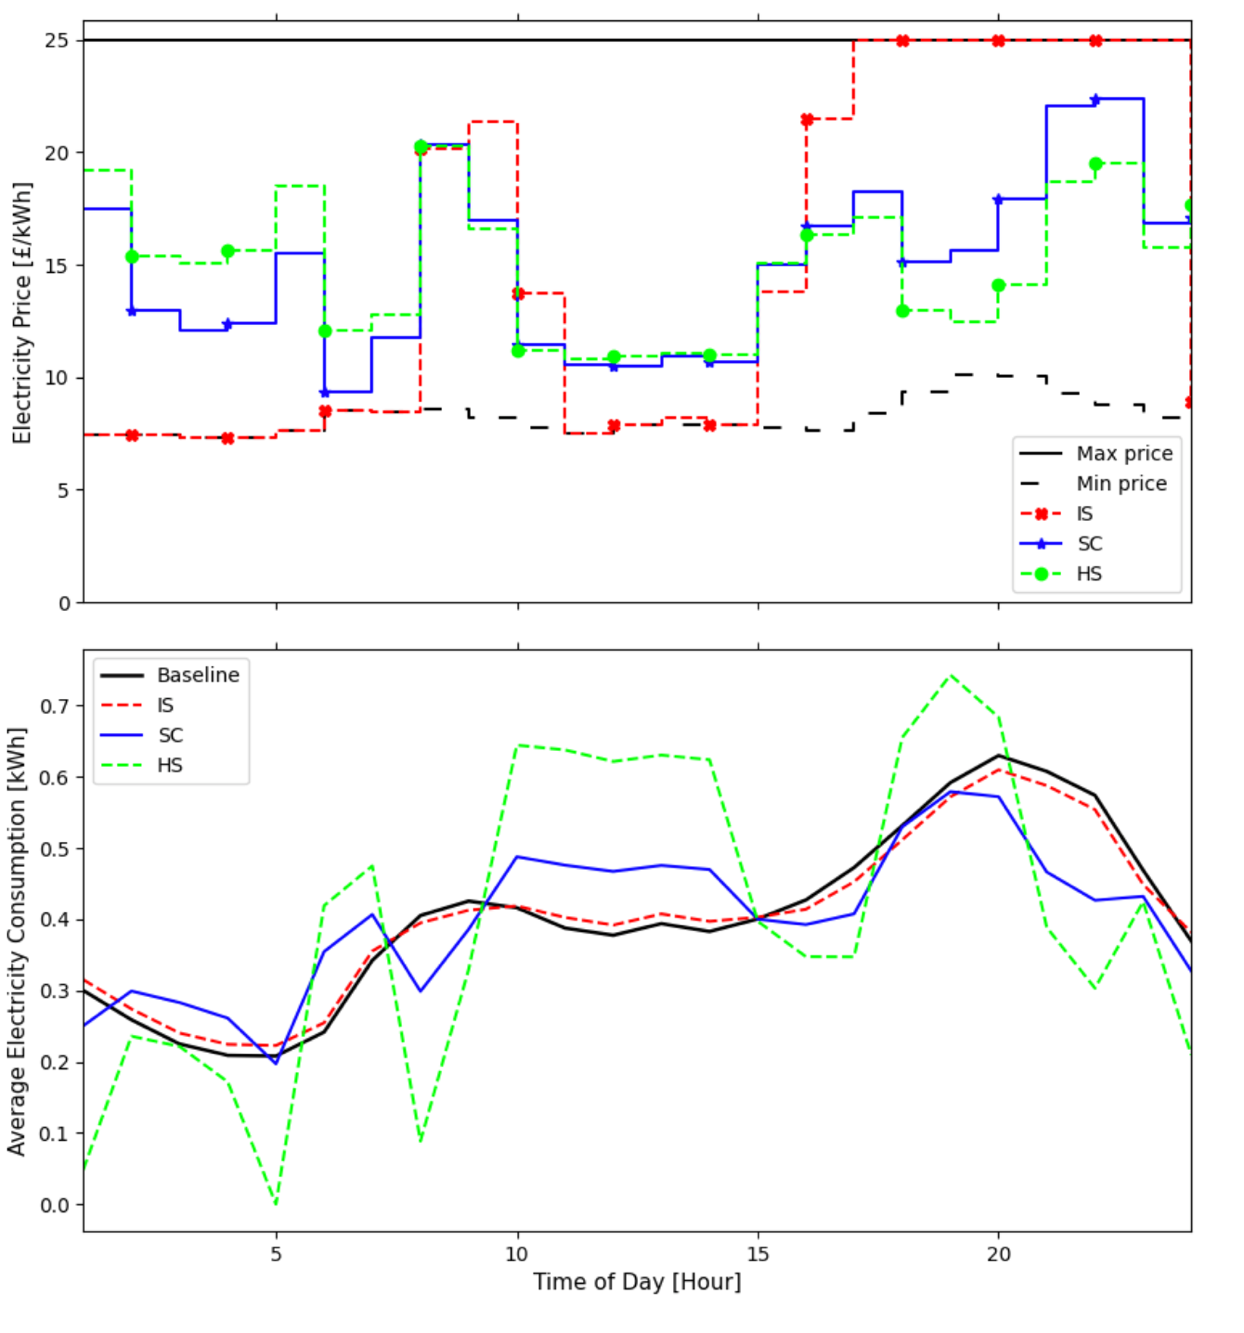 25
20
15
10
5
0
Electricity Price [£/kWh]
Max price
Min price
IS
SC
HS
Baseline
IS
SC
HS
0.7
0.6
0.5
0.4
0.3
0.2
0.1
0.0
Average Electricity Consumption [kWh]
5 10 15 20
Time of Day [Hour]